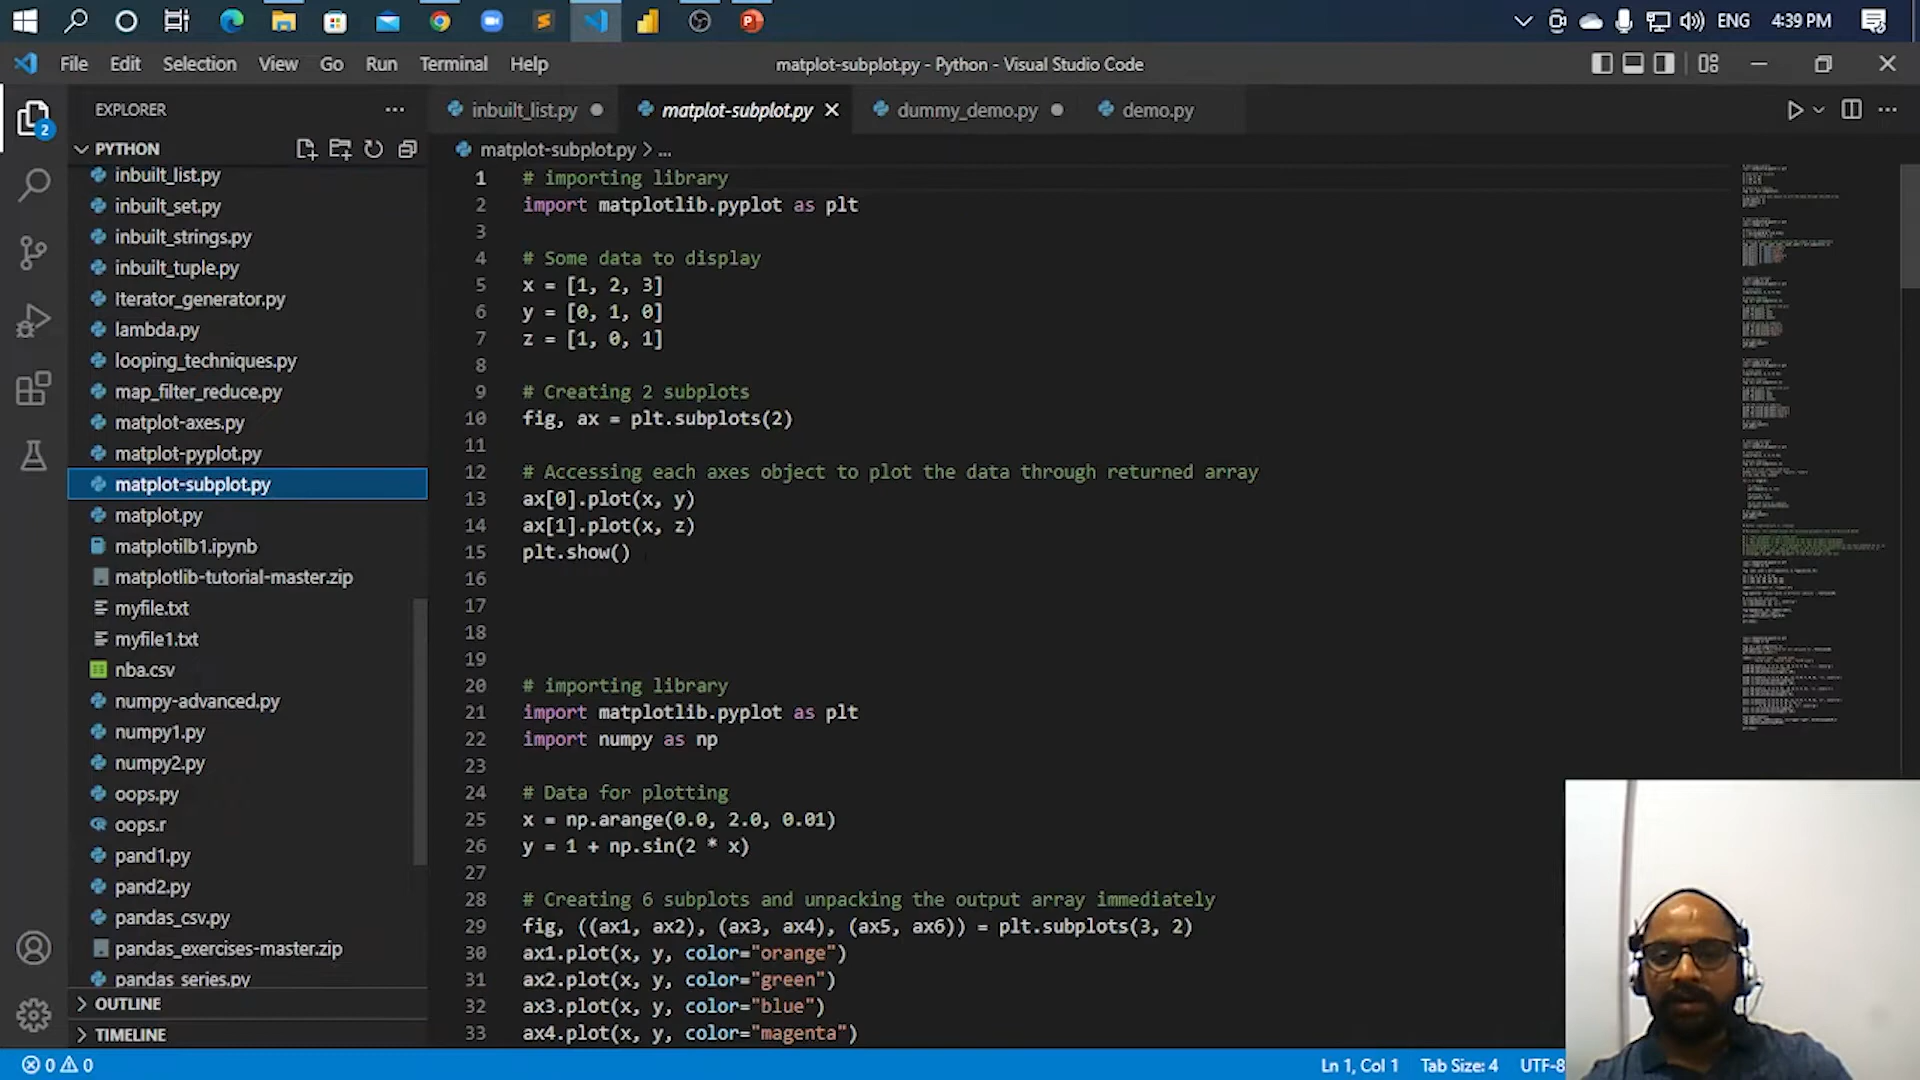 ENG 4:39 PM
File Edit Selection View Go Run Terminal Help
matplot-subplot.py - Python - Visual Studio Code
2
EXPLORER
PYTHON
inbuilt_list.py
inbuilt_set.py
inbuilt_strings.py
inbuilt_tuple.py
Iterator_generator.py
lambda.py
looping_techniques.py
map_filter_reduce.py
matplot-axes.py
matplot-pyplot.py
matplot-subplot.py
matplot.py
matplotilb1.ipynb
matplotlib-tutorial-master.zip
myfile.txt
myfile1.txt
nba.csv
numpy-advanced.py
numpy1.py
numpy2.py
oops.py
oops.r
pand1.py
pand2.py
pandas_csv.py
pandas_exercises-master.zip
pandas_series.py
OUTLINE
TIMELINE
inbuilt_list.py matplot-subplot.py dummy_demo.py demo.py
matplot-subplot.py > ...
1 # importing library
2 import matplotlib.pyplot as plt
3
4 # Some data to display
5 x = [1, 2, 3]
6 y = [0, 1, 0]
7 z = [1, 0, 1]
8
9 # Creating 2 subplots
10 fig, ax = plt.subplots(2)
11
12 # Accessing each axes object to plot the data through returned array
13 ax[0].plot(x, y)
14 ax[1].plot(x, z)
15 plt.show()
16
17
18
19
20 # importing library
21 import matplotlib.pyplot as plt
22 import numpy as np
23
24 # Data for plotting
25 x = np.arange(0.0, 2.0, 0.01)
26 y = 1 + np.sin(2 * x)
27
28 # Creating 6 subplots and unpacking the output array immediately
29 fig, ((ax1, ax2), (ax3, ax4), (ax5, ax6)) = plt.subplots(3, 2)
30 ax1.plot(x, y, color="orange")
31 ax2.plot(x, y, color="green")
32 ax3.plot(x, y, color="blue")
33 ax4.plot(x, y, color="magenta")
0 0 Ln 1, Col 1 Tab Size: 4 UTF-8